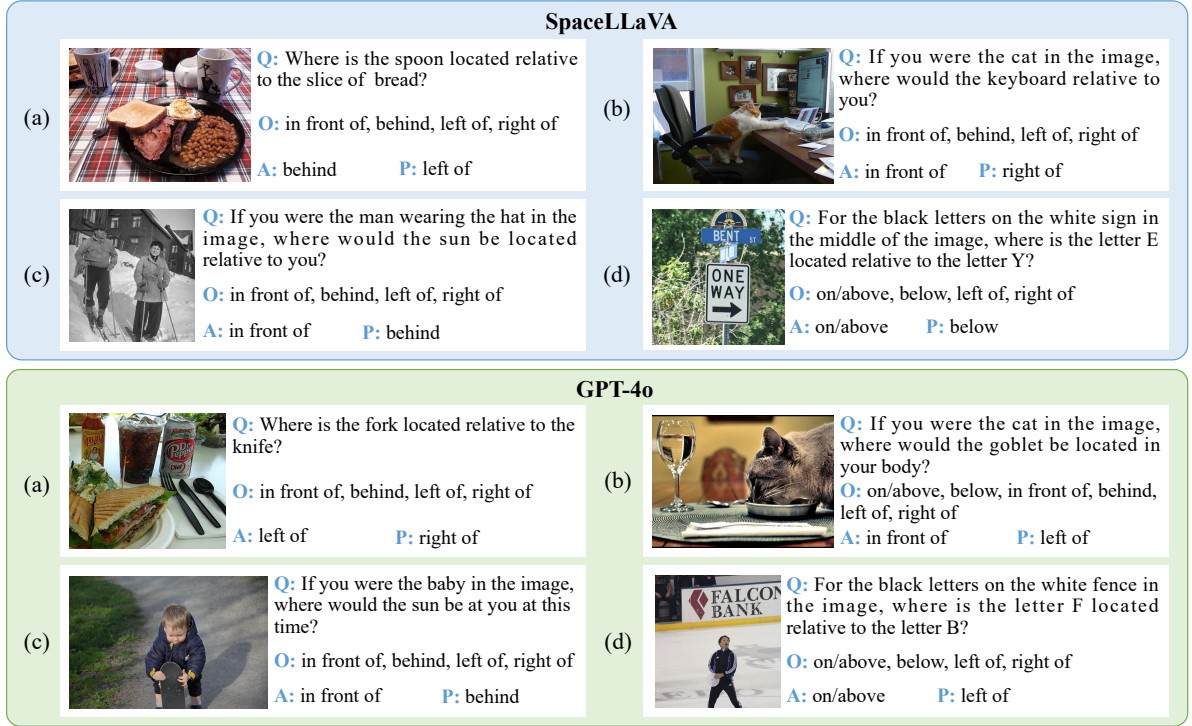 SpaceLLaVA
(a)
Q: Where is the spoon located relative
to the slice of bread?
O: in front of, behind, left of, right of
A: behind P: left of
(b)
Q: If you were the cat in the image,
where would the keyboard relative to
you?
O: in front of, behind, left of, right of
A: in front of P: right of
(c)
Q: If you were the man wearing the hat in the
image, where would the sun be located
relative to you?
O: in front of, behind, left of, right of
A: in front of P: behind
(d)
BENT ST
ONE
WAY
Q: For the black letters on the white sign in
the middle of the image, where is the letter E
located relative to the letter Y?
O: on/above, below, left of, right of
A: on/above P: below
GPT-4o
(a)
Q: Where is the fork located relative to the
knife?
O: in front of, behind, left of, right of
A: left of P: right of
(b)
Q: If you were the cat in the image,
where would the goblet be located in
your body?
O: on/above, below, in front of, behind,
left of, right of
A: in front of P: left of
(c)
Q: If you were the baby in the image,
where would the sun be at you at this
time?
O: in front of, behind, left of, right of
A: in front of P: behind
(d)
FALCON
BANK
Q: For the black letters on the white fence in
the image, where is the letter F located
relative to the letter B?
O: on/above, below, left of, right of
A: on/above P: left of